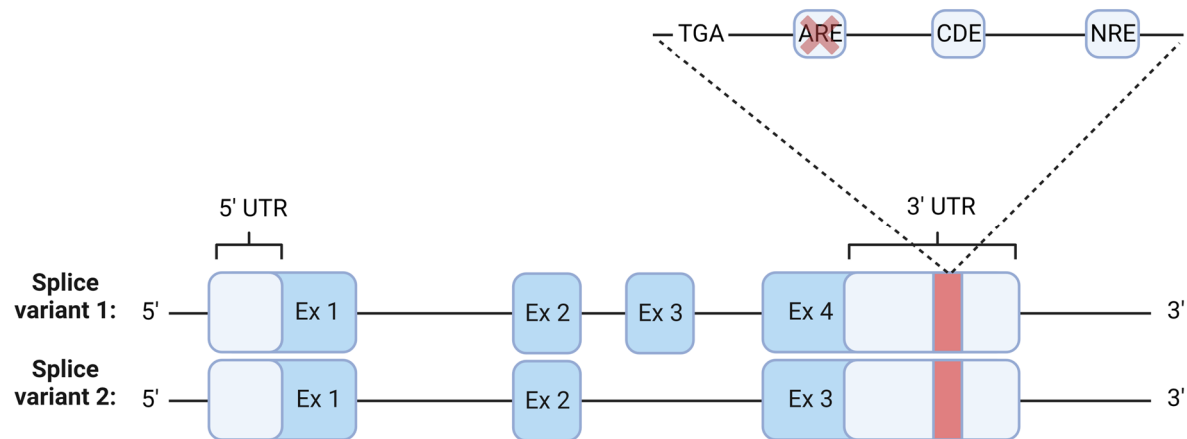 TGA ARE CDE NRE
5' UTR 3' UTR
Splice
variant 1: 5' Ex 1 Ex 2 Ex 3 Ex 4 3'
Splice
variant 2: 5' Ex 1 Ex 2 Ex 3 3'